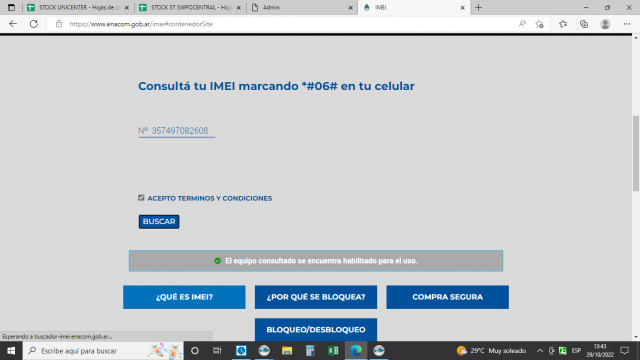 STOCK UNICENTER - Hojas de c
STOCK ST SWPOCENTRAL - Hoja
Admin
IMEI
https://www.enacom.gob.ar/imei#contenedorSite
Consultá tu IMEI marcando *#06# en tu celular
Nº 357497082608
ACEPTO TERMINOS Y CONDICIONES
BUSCAR
El equipo consultado se encuentra habilitado para el uso.
¿QUÉ ES IMEI?
¿POR QUÉ SE BLOQUEA?
COMPRA SEGURA
BLOQUEO/DESBLOQUEO
Esperando a buscador-imei.enacom.gob.ar...
Escribe aquí para buscar
29°C Muy soleado
ESP
13:43
29/10/2022